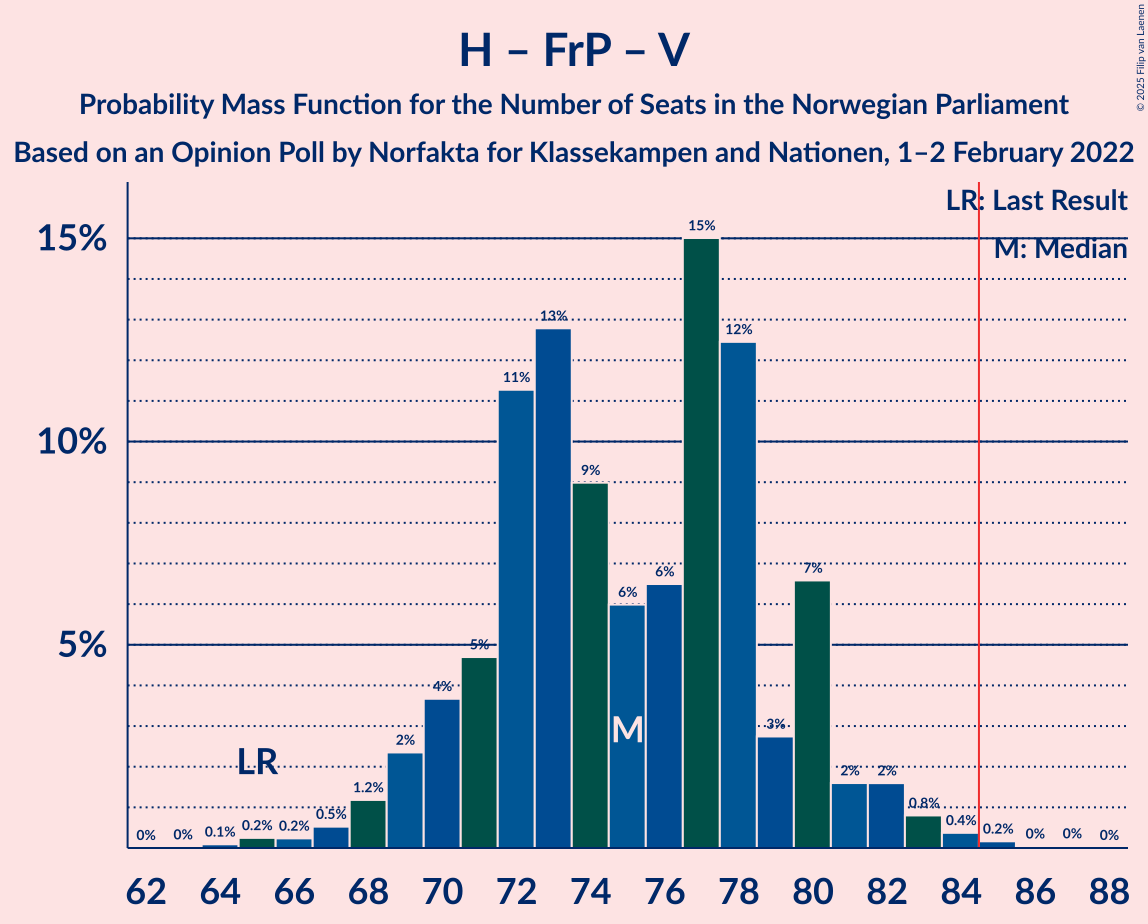 H – FrP – V
Probability Mass Function for the Number of Seats in the Norwegian Parliament
Based on an Opinion Poll by Norfakta for Klassekampen and Nationen, 1–2 February 2022
© 2025 Filip van Laenen
LR: Last Result
M: Median
15%
10%
5%
0% 0% 0.1% 0.2% 0.2% 0.5% 1.2% 2% 4% 5% 11% 13% 9% 6% 6% 15% 12% 3% 7% 2% 2% 0.8% 0.4% 0.2% 0% 0% 0%
LR
M
62 64 66 68 70 72 74 76 78 80 82 84 86 88